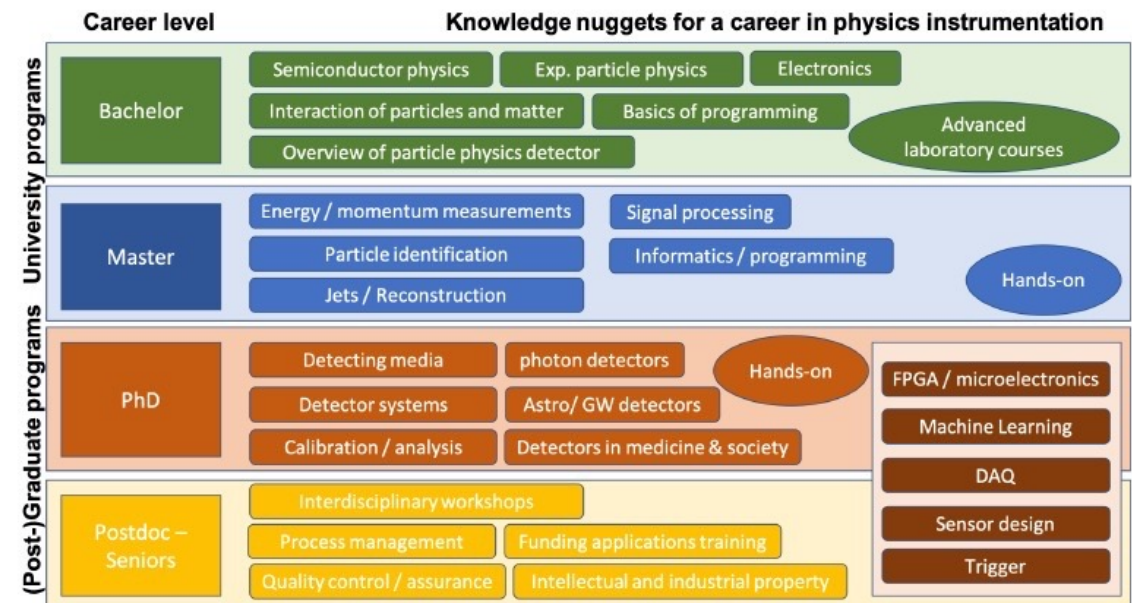 Career level
Knowledge nuggets for a career in physics instrumentation
University programs
Bachelor
Semiconductor physics
Exp. particle physics
Electronics
Interaction of particles and matter
Basics of programming
Overview of particle physics detector
Advanced
laboratory courses
Master
Energy / momentum measurements
Signal processing
Particle identification
Informatics / programming
Jets / Reconstruction
Hands-on
(Post-)Graduate programs
PhD
Detecting media
photon detectors
Hands-on
Detector systems
Astro/ GW detectors
Calibration / analysis
Detectors in medicine & society
FPGA / microelectronics
Machine Learning
DAQ
Sensor design
Trigger
Postdoc –
Seniors
Interdisciplinary workshops
Process management
Funding applications training
Quality control / assurance
Intellectual and industrial property